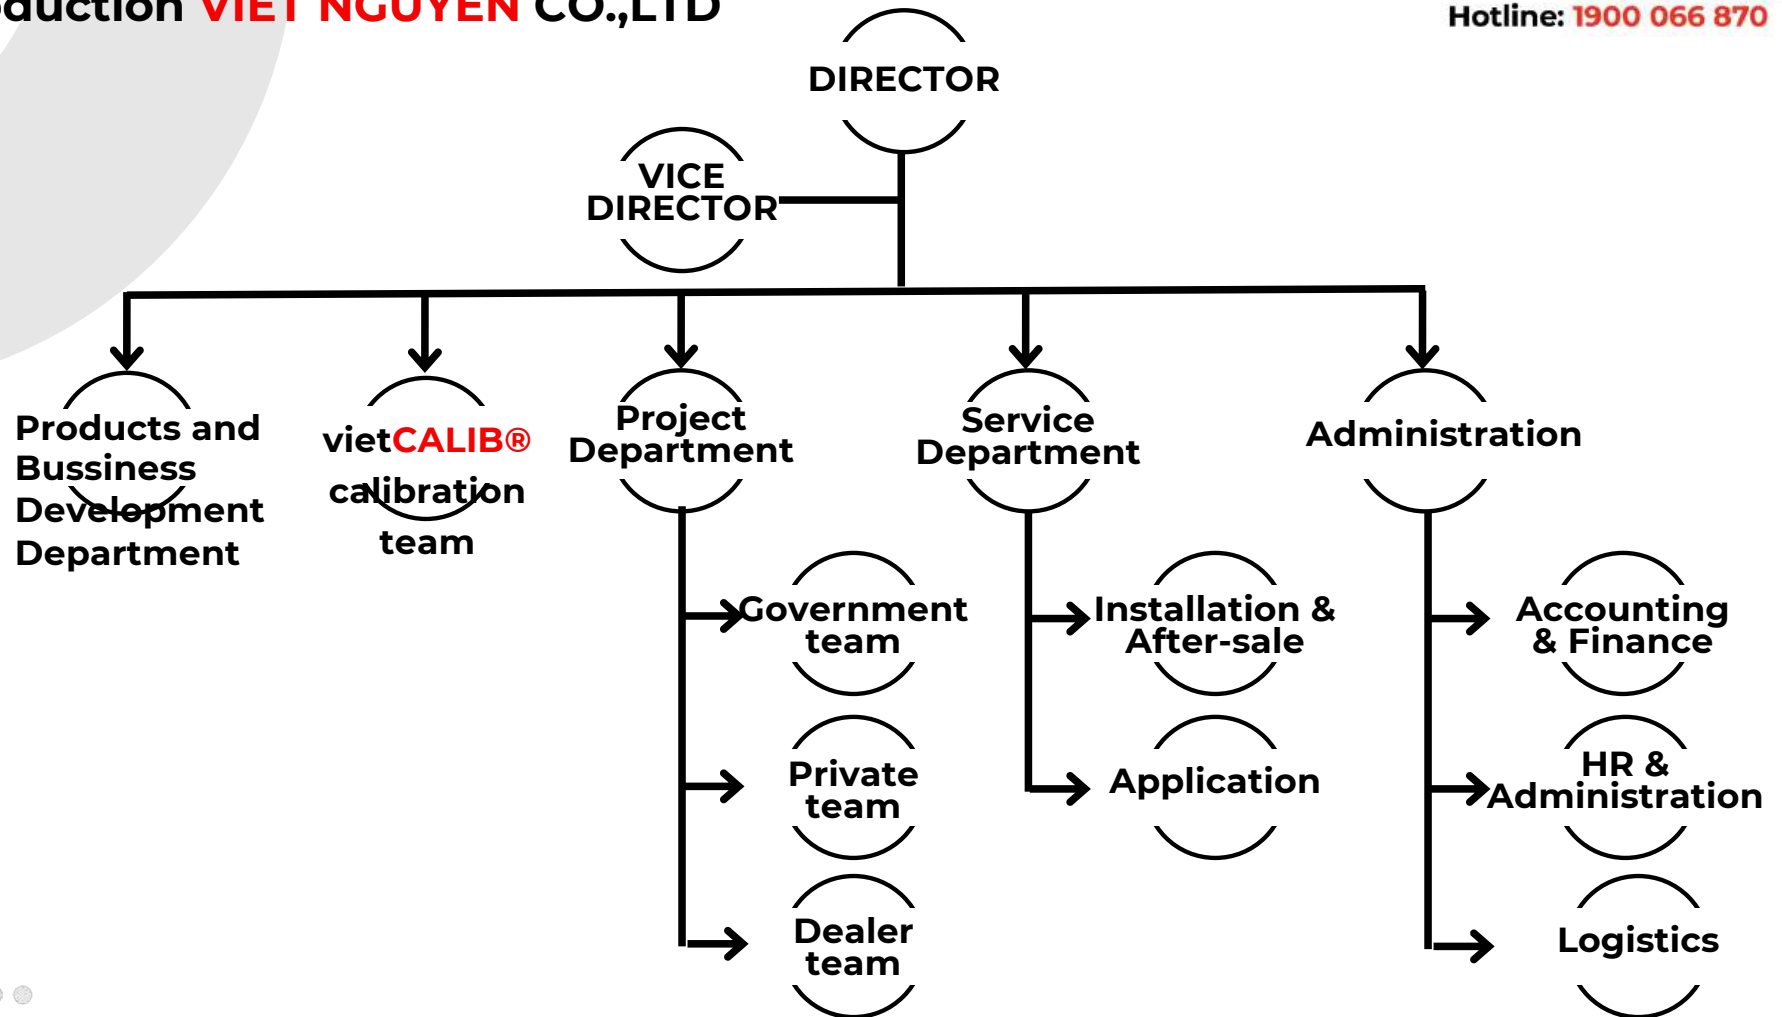 VIET NGUYEN CO.,LTD
Hotline: 1900 066 870
DIRECTOR
VICE
DIRECTOR
Products and
Bussiness
Development
Department
vietCALIB®
calibration
team
Project
Department
Service
Department
Administration
Government
team
Installation &
After-sale
Accounting
& Finance
Private
team
Application
HR &
Administration
Dealer
team
Logistics